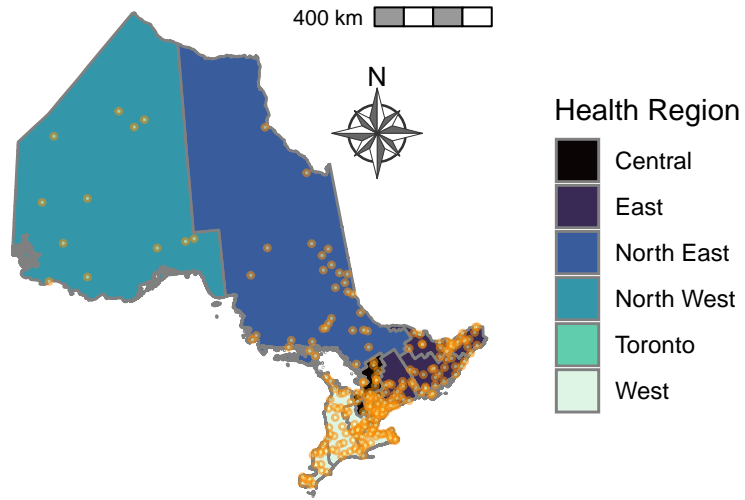 400 km
N
Health Region
Central
East
North East
North West
Toronto
West